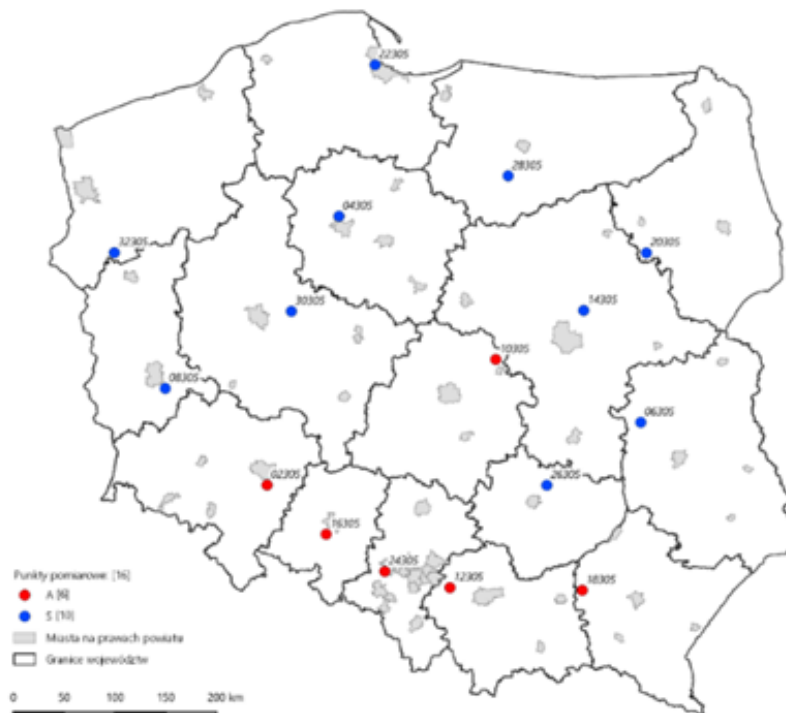 22305
28305
04305
32305
20305
30305
14305
10305
08305
06305
02305
26305
16305
24305
12305
18305
Punkty pomiarowe: [16]
A [6]
S [10]
Miasta na prawach powiatu
Granice województw
0 50 100 150 200 km